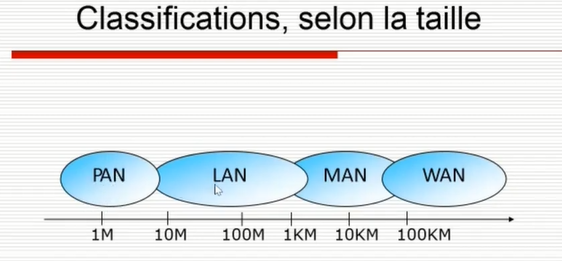 Classifications, selon la taille
PAN LAN MAN WAN
1M 10M 100M 1KM 10KM 100KM